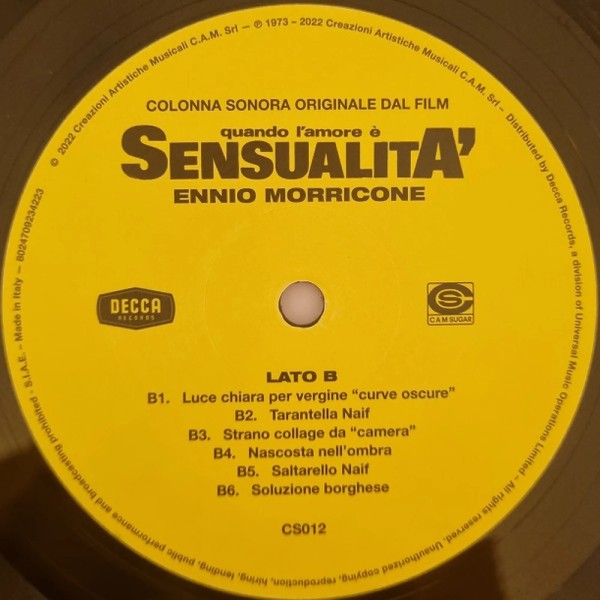 © 2022 Creazioni Artistiche Musicali C.A.M. Srl – ℗ 1973 – 2022 Creazioni Artistiche Musicali C.A.M. Srl – Distributed by Decca Records, a division of Universal Music Operations Limited – All rights reserved. Unauthorized copying, reproduction, hiring, lending, public performance and broadcasting prohibited - S.I.A.E. – Made in Italy – 8024709234223
COLONNA SONORA ORIGINALE DAL FILM
quando l'amore è
SENSUALITA'
ENNIO MORRICONE
DECCA
RECORDS
CS
CAM SUGAR
LATO B
B1. Luce chiara per vergine “curve oscure”
B2. Tarantella Naif
B3. Strano collage da “camera”
B4. Nascosta nell'ombra
B5. Saltarello Naif
B6. Soluzione borghese
CS012